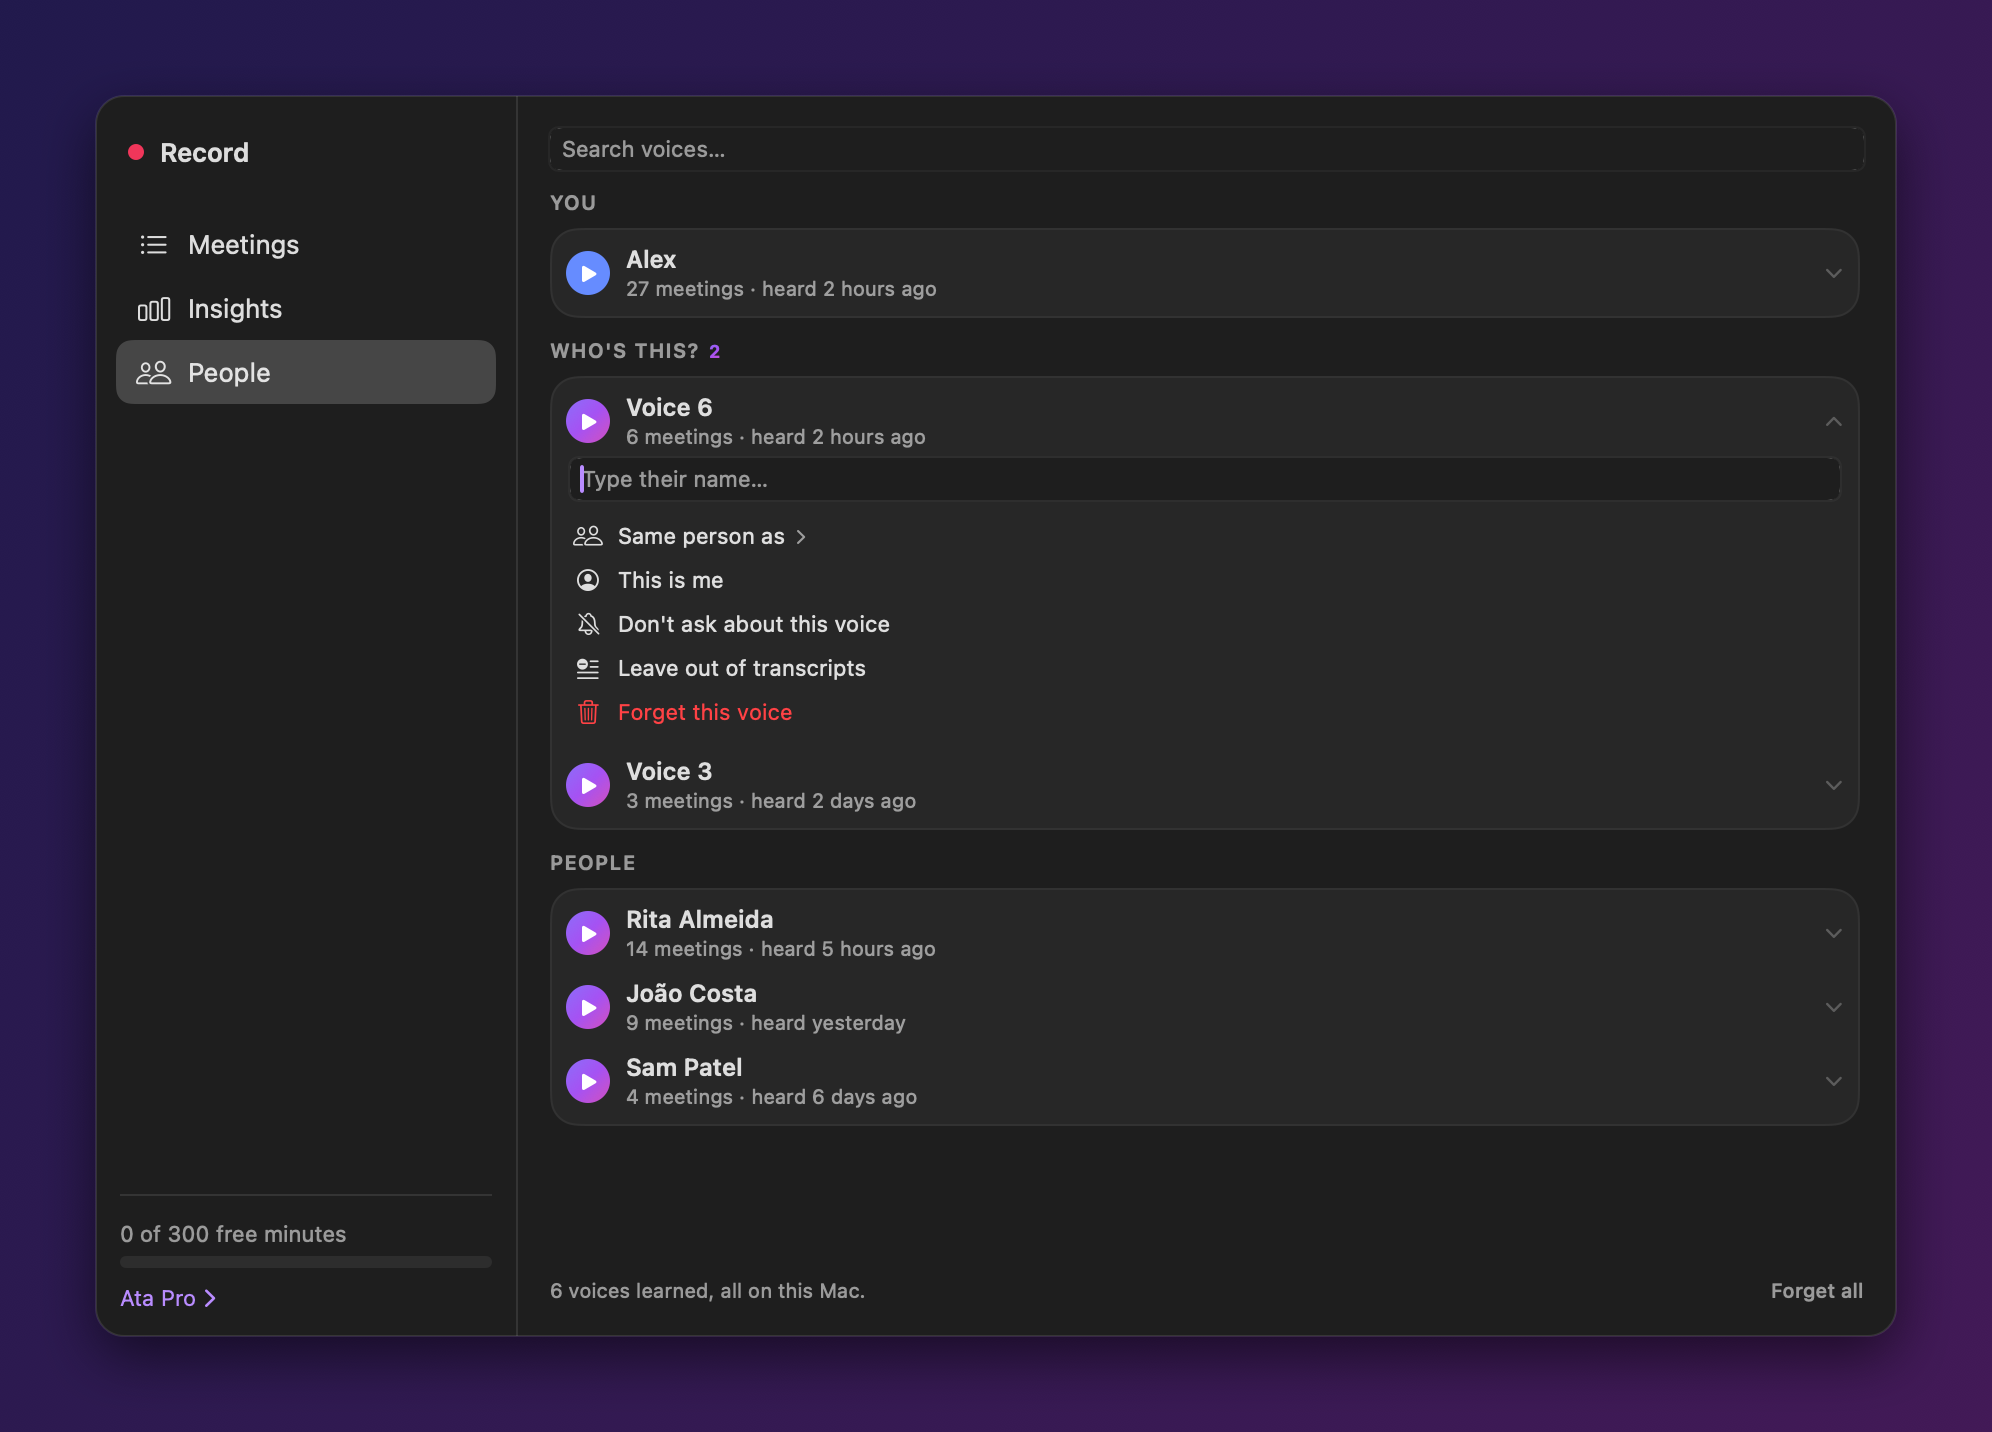 Record
Meetings
Insights
People
0 of 300 free minutes
Ata Pro
Search voices...
YOU
Alex
27 meetings · heard 2 hours ago
WHO'S THIS? 2
Voice 6
6 meetings · heard 2 hours ago
Type their name...
Same person as
This is me
Don't ask about this voice
Leave out of transcripts
Forget this voice
Voice 3
3 meetings · heard 2 days ago
PEOPLE
Rita Almeida
14 meetings · heard 5 hours ago
João Costa
9 meetings · heard yesterday
Sam Patel
4 meetings · heard 6 days ago
6 voices learned, all on this Mac.
Forget all